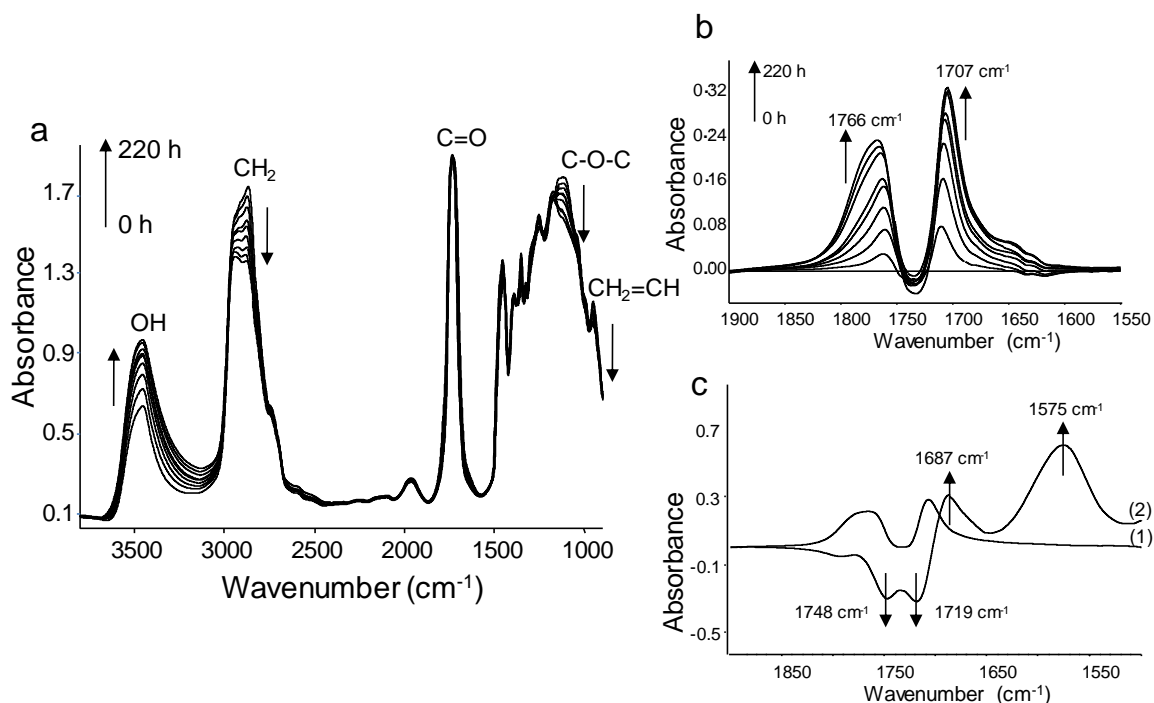 a
220 h
0 h
OH
CH₂
C=O
C-O-C
CH₂=CH
1.7
1.3
0.9
0.5
0.1
Absorbance
3500 3000 2500 2000 1500 1000
Wavenumber (cm⁻¹)
b
220 h
0 h
1766 cm⁻¹
1707 cm⁻¹
0·32
0·24
0·16
0.08
0.00
Absorbance
1900 1850 1800 1750 1700 1650 1600 1550
Wavenumber (cm⁻¹)
c
1575 cm⁻¹
1687 cm⁻¹
(2)
(1)
1748 cm⁻¹
1719 cm⁻¹
0.7
0.3
-0.1
-0.5
Absorbance
1850 1750 1650 1550
Wavenumber (cm⁻¹)